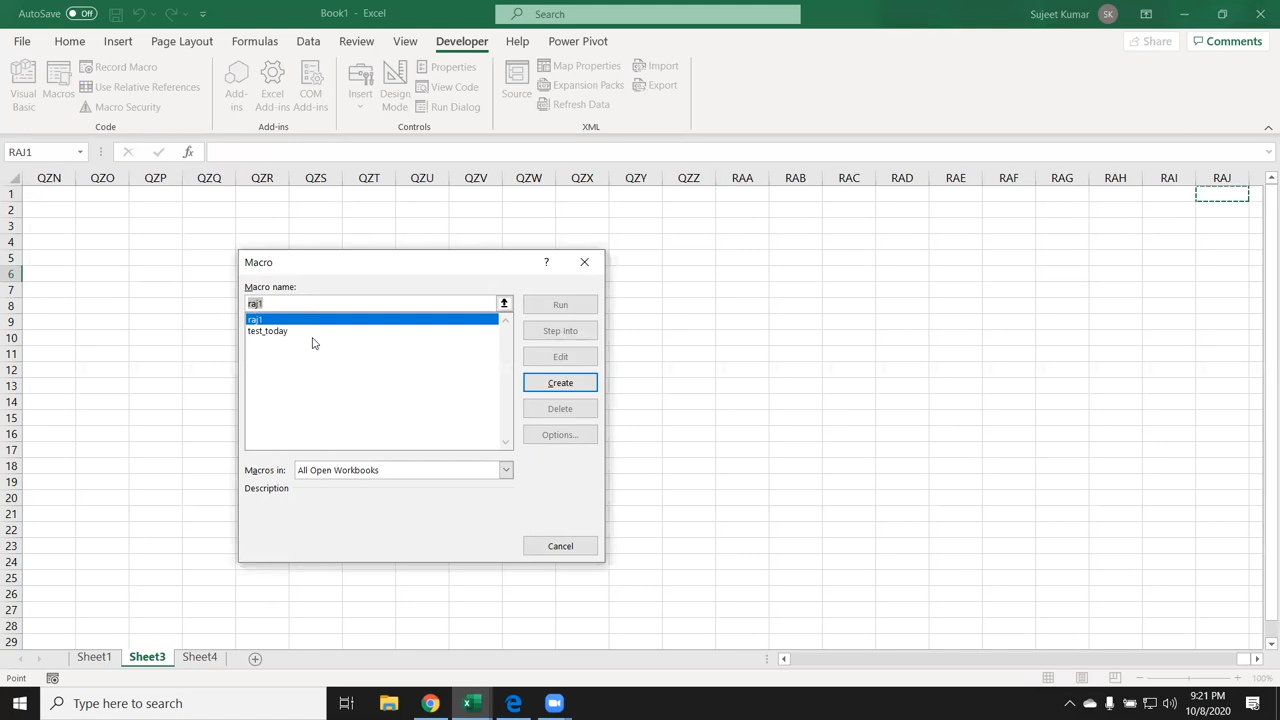 AutoSave Off Book1 - Excel Search Sujeet Kumar SK
File Home Insert Page Layout Formulas Data Review View Developer Help Power Pivot Share Comments
Visual Basic
Macros
Record Macro
Use Relative References
Macro Security
Code
Add-ins
Excel Add-ins
COM Add-ins
Add-ins
Insert
Design Mode
Properties
View Code
Run Dialog
Controls
Source
Map Properties
Expansion Packs
Refresh Data
Import
Export
XML
RAJ1 fx
QZN QZO QZP QZQ QZR QZS QZT QZU QZV QZW QZX QZY QZZ RAA RAB RAC RAD RAE RAF RAG RAH RAI RAJ
1
2
3
4
5
6
7
8
9
10
11
12
13
14
15
16
17
18
19
20
21
22
23
24
25
26
27
28
29
Macro ?
Macro name:
raj1
raj1
test_today
Run
Step Into
Edit
Create
Delete
Options...
Macros in: All Open Workbooks
Description
Cancel
Sheet1 Sheet3 Sheet4
Point 100%
Type here to search
9:21 PM
10/8/2020